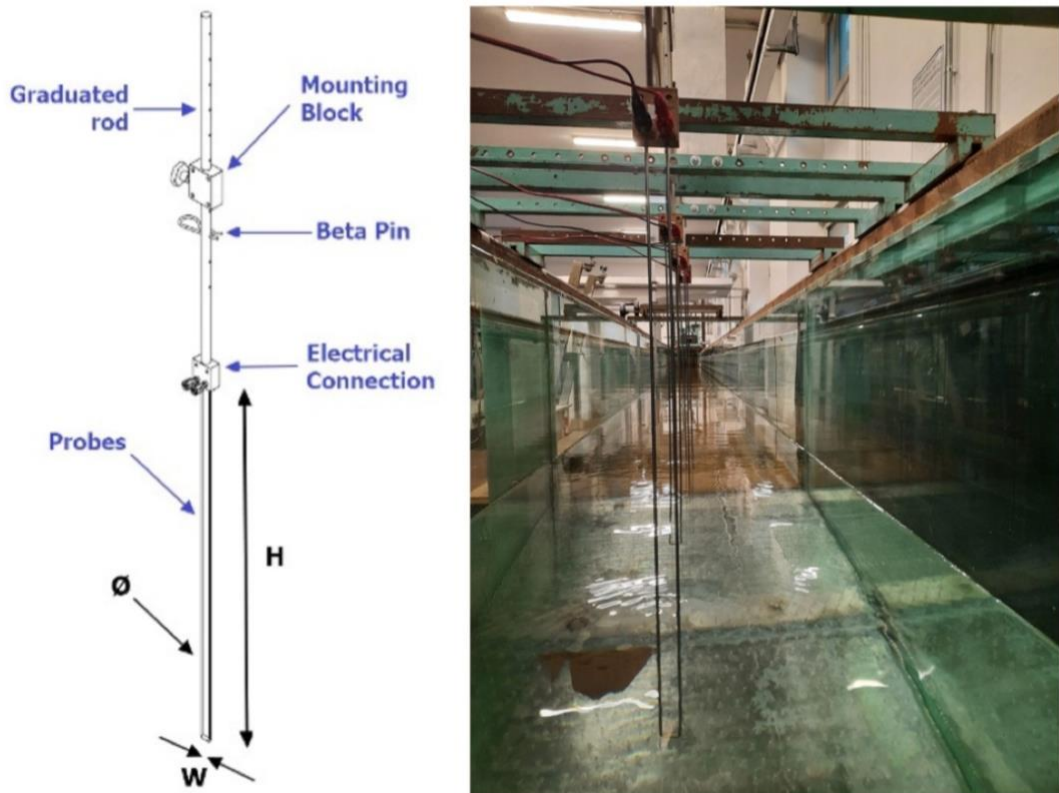 Graduated
rod
Mounting
Block
Beta Pin
Electrical
Connection
Probes
H
Ø
W